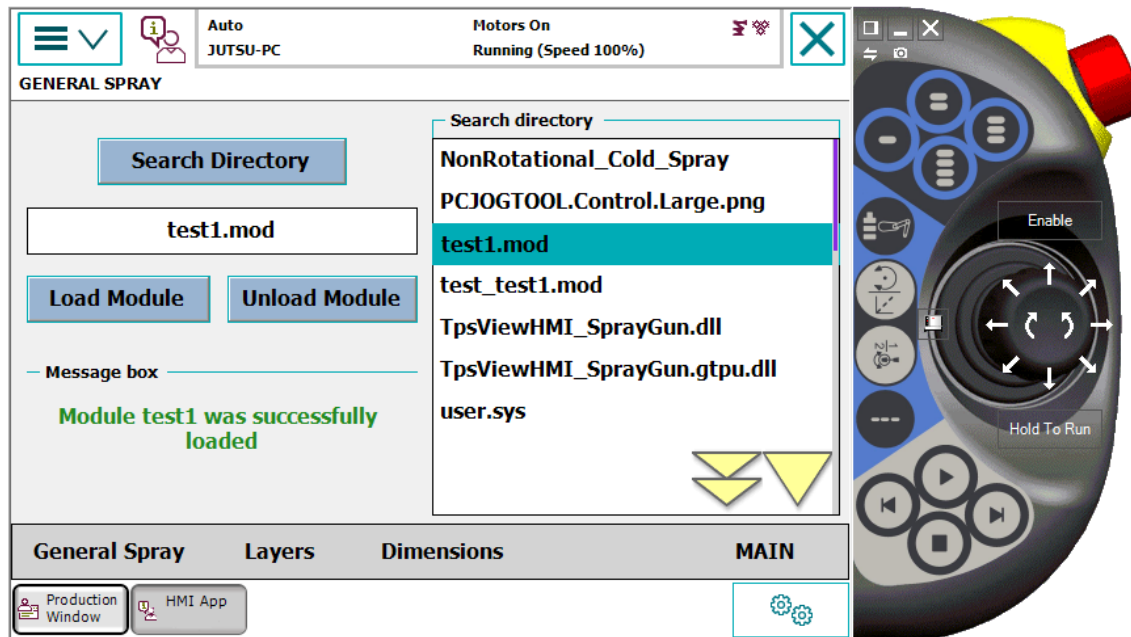 Auto
JUTSU-PC
Motors On
Running (Speed 100%)
GENERAL SPRAY
Search Directory
test1.mod
Load Module
Unload Module
Message box
Module test1 was successfully
loaded
Search directory
NonRotational_Cold_Spray
PCJOGTOOL.Control.Large.png
test1.mod
test_test1.mod
TpsViewHMI_SprayGun.dll
TpsViewHMI_SprayGun.gtpu.dll
user.sys
General Spray
Layers
Dimensions
MAIN
Production
Window
HMI App
Enable
Hold To Run